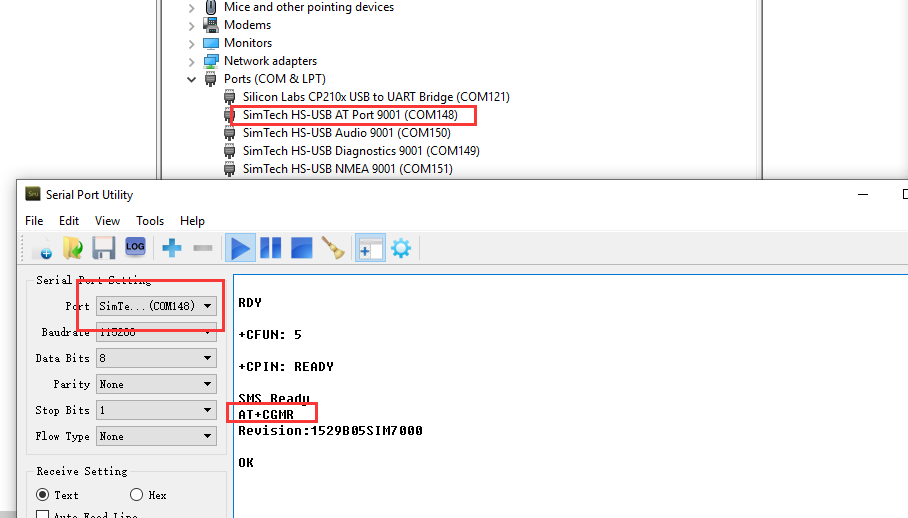 Mice and other pointing devices
Modems
Monitors
Network adapters
Ports (COM & LPT)
Silicon Labs CP210x USB to UART Bridge (COM121)
SimTech HS-USB AT Port 9001 (COM148)
SimTech HS-USB Audio 9001 (COM150)
SimTech HS-USB Diagnostics 9001 (COM149)
SimTech HS-USB NMEA 9001 (COM151)
Serial Port Utility
File Edit View Tools Help
LOG
Serial Port Setting
Port SimTe...(COM148)
Baudrate 115200
Data Bits 8
Parity None
Stop Bits 1
Flow Type None
Receive Setting
Text Hex
Auto Feed Line
RDY
+CFUN: 5
+CPIN: READY
SMS Ready
AT+CGMR
Revision:1529B05SIM7000
OK